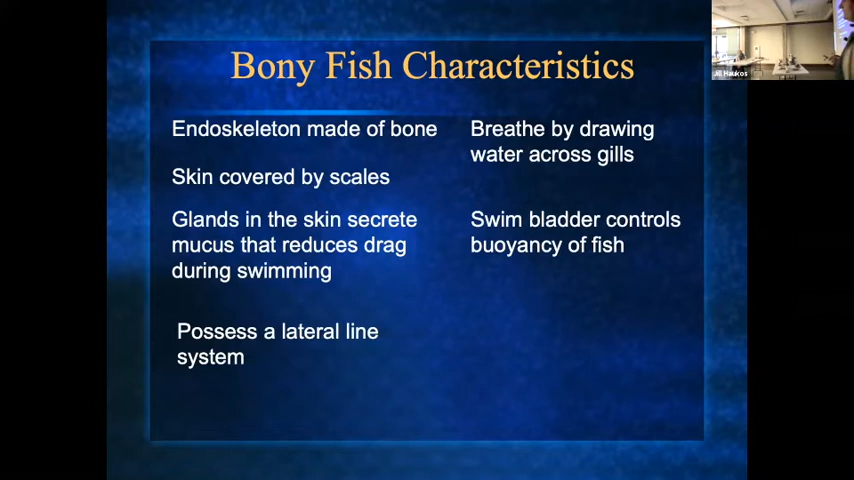 Bony Fish Characteristics
Endoskeleton made of bone
Skin covered by scales
Glands in the skin secrete
mucus that reduces drag
during swimming
Possess a lateral line
system
Breathe by drawing
water across gills
Swim bladder controls
buoyancy of fish
Jill Haukos